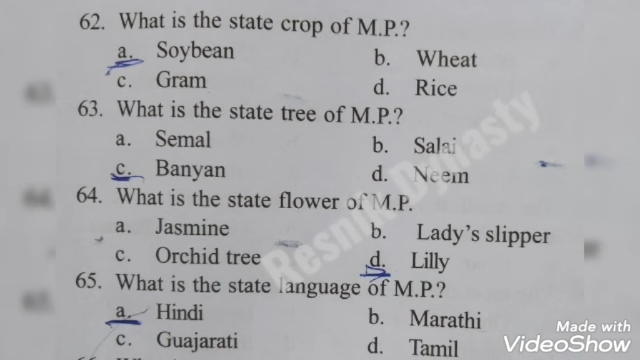 62. What is the state crop of M.P.?
a. Soybean b. Wheat
c. Gram d. Rice
63. What is the state tree of M.P.?
a. Semal b. Salai
c. Banyan d. Neem
64. What is the state flower of M.P.
a. Jasmine b. Lady's slipper
c. Orchid tree d. Lilly
65. What is the state language of M.P.?
a. Hindi b. Marathi
c. Guajarati d. Tamil
Resmile Dynasty
Made with
VideoShow